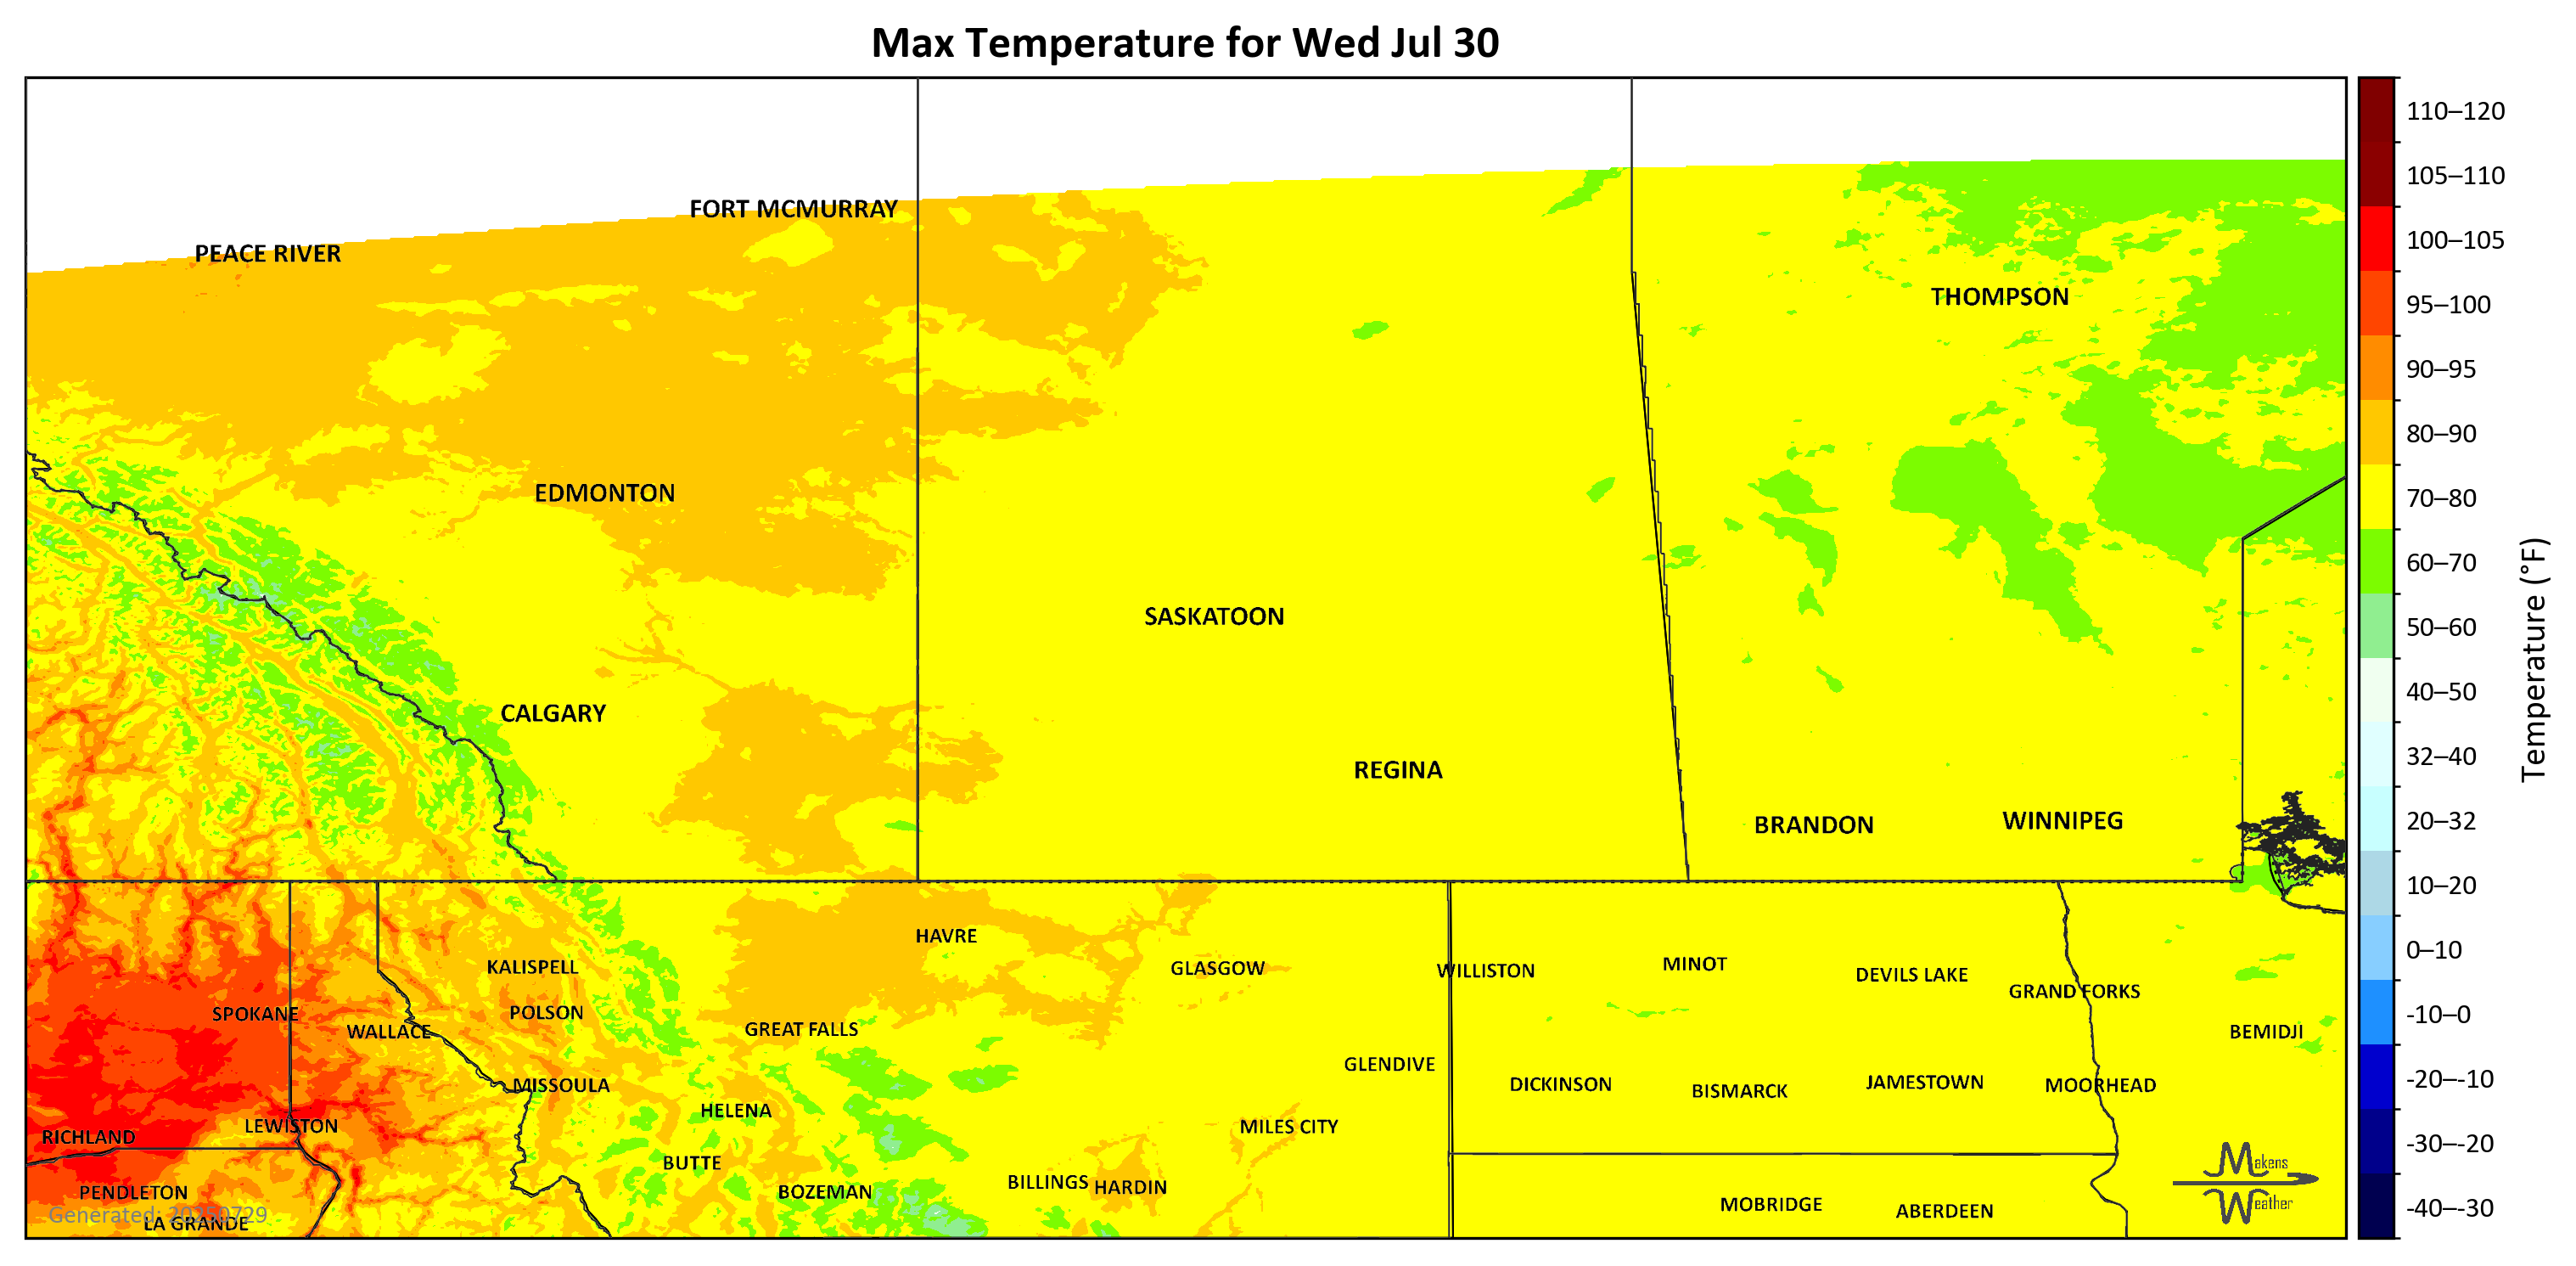 Max Temperature for Wed Jul 30
110–120
105–110
100–105
95–100
90–95
80–90
70–80
60–70
50–60
40–50
32–40
20–32
10–20
0–10
-10–0
-20–-10
-30–-20
-40–-30
Temperature (°F)
FORT MCMURRAY
PEACE RIVER
THOMPSON
EDMONTON
SASKATOON
CALGARY
REGINA
BRANDON
WINNIPEG
HAVRE
KALISPELL
GLASGOW
WILLISTON
MINOT
DEVILS LAKE
GRAND FORKS
SPOKANE
POLSON
WALLACE
GREAT FALLS
BEMIDJI
GLENDIVE
MISSOULA
DICKINSON
BISMARCK
JAMESTOWN
MOORHEAD
HELENA
LEWISTON
MILES CITY
RICHLAND
BUTTE
BILLINGS
HARDIN
PENDLETON
BOZEMAN
MOBRIDGE
ABERDEEN
Generated: 20250729
LA GRANDE
Makens
Weather